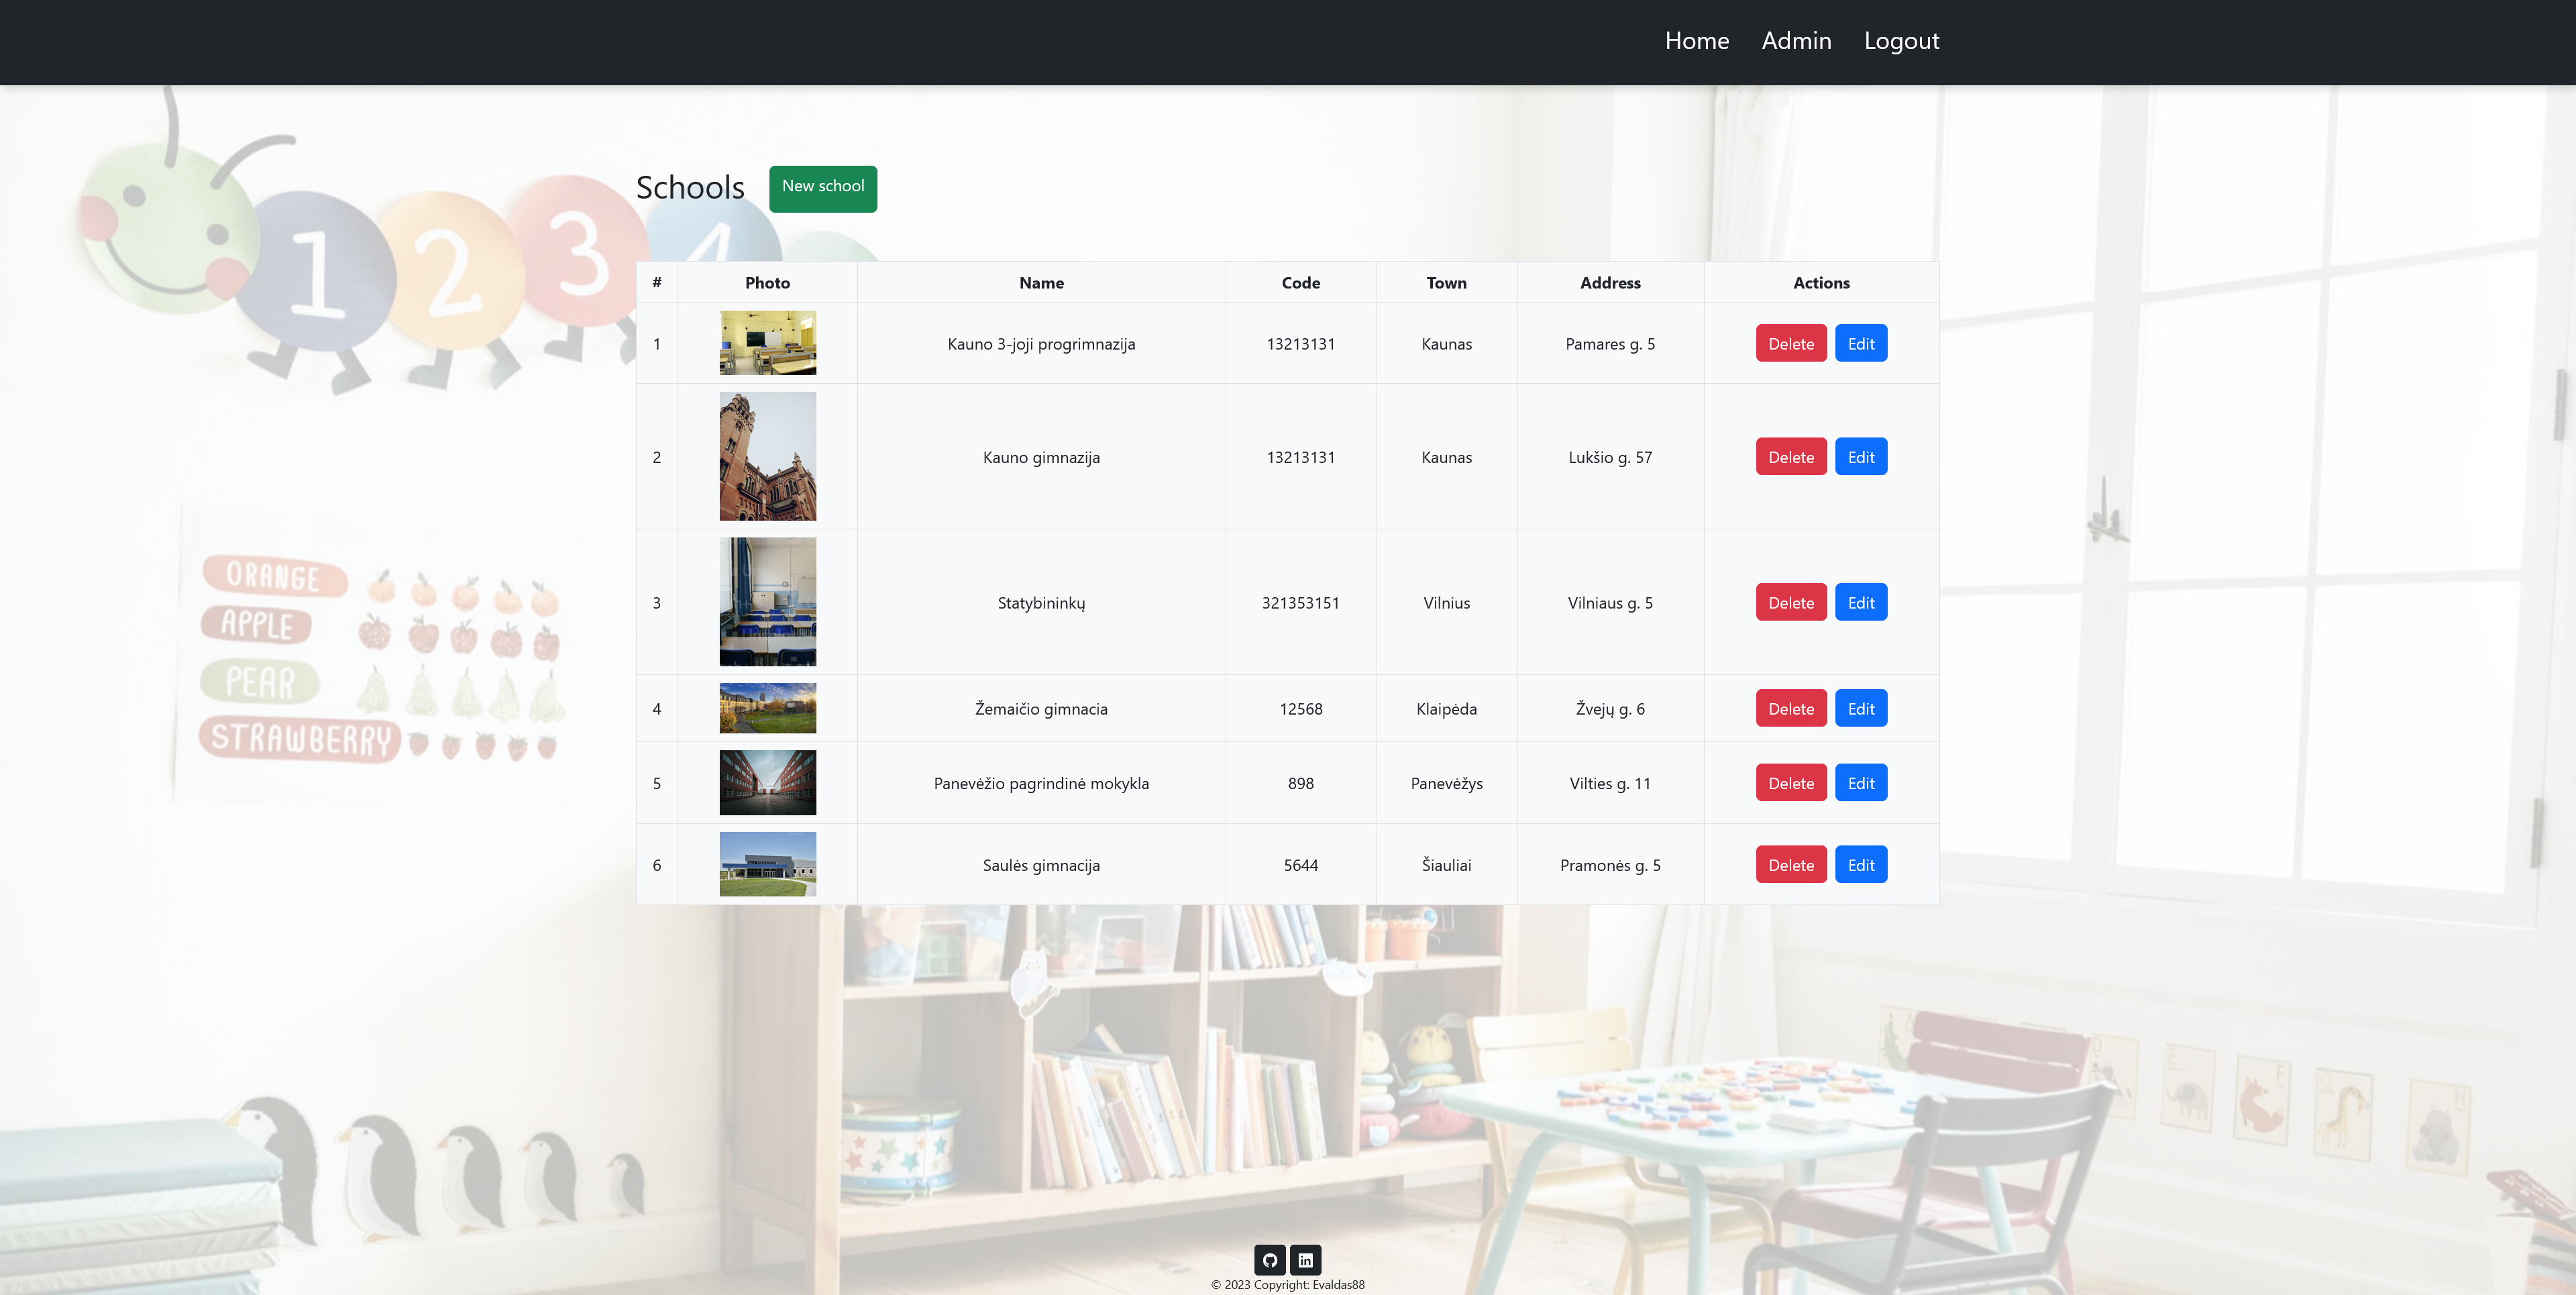 Home Admin Logout
Schools New school
1 2 3 4
# Photo Name Code Town Address Actions
1 Kauno 3-joji progrimnazija 13213131 Kaunas Pamares g. 5 Delete Edit
2 Kauno gimnazija 13213131 Kaunas Lukšio g. 57 Delete Edit
3 Statybininkų 321353151 Vilnius Vilniaus g. 5 Delete Edit
4 Žemaičio gimnacia 12568 Klaipėda Žvejų g. 6 Delete Edit
5 Panevėžio pagrindinė mokykla 898 Panevėžys Vilties g. 11 Delete Edit
6 Saulės gimnacija 5644 Šiauliai Pramonės g. 5 Delete Edit
ORANGE
APPLE
PEAR
STRAWBERRY
© 2023 Copyright: Evaldas88